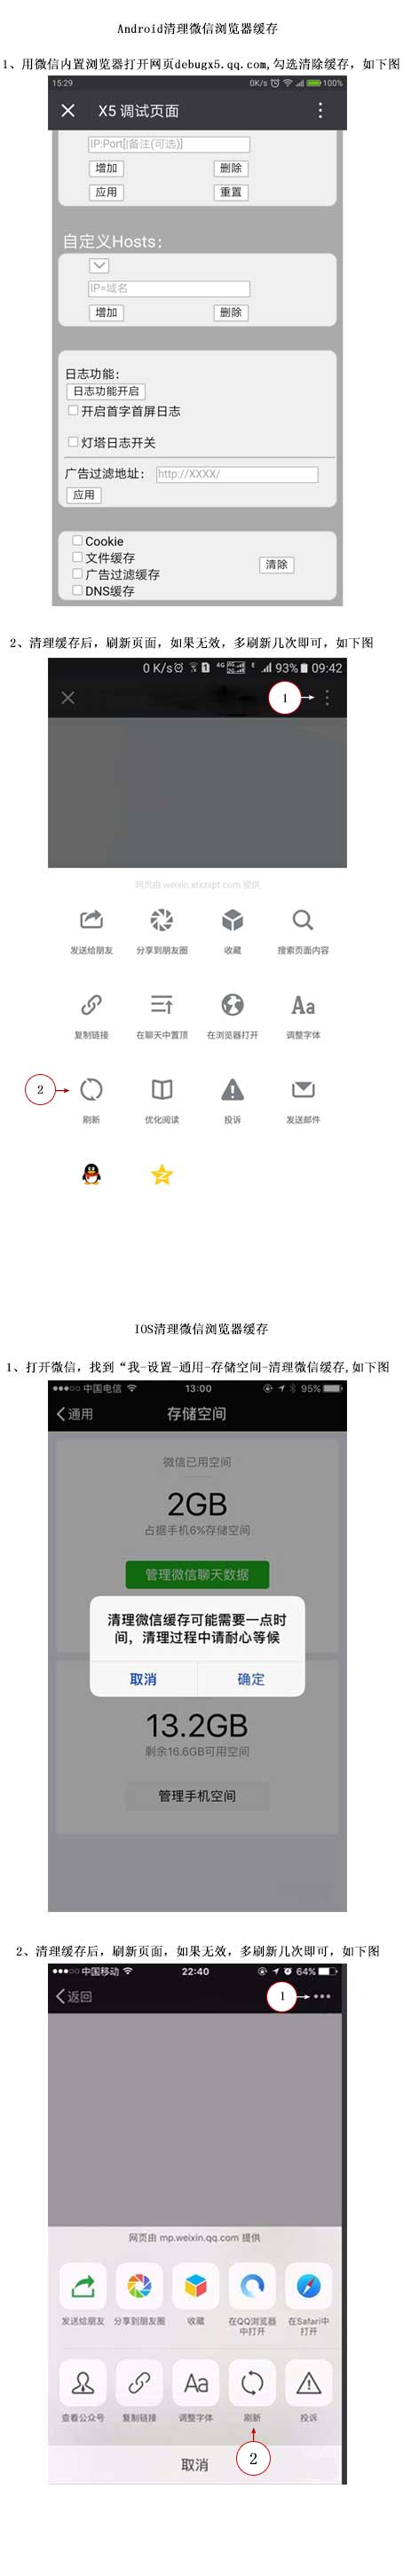 Android清理微信浏览器缓存
1、用微信内置浏览器打开网页debugx5.qq.com,勾选清除缓存，如下图
15:29 0K/s 100%
X5 调试页面
IP:Port[|备注(可选)]
增加 删除
应用 重置
自定义Hosts：
IP=域名
增加 删除
日志功能：
日志功能开启
开启首字首屏日志
灯塔日志开关
广告过滤地址： http://XXXX/
应用
Cookie
文件缓存
广告过滤缓存
DNS缓存
清除
2、清理缓存后，刷新页面，如果无效，多刷新几次即可，如下图
0 K/s 1 4G 93% 09:42
1
网页由 weixin.xtxzxpt.com 提供
发送给朋友 分享到朋友圈 收藏 搜索页面内容
Aa
复制链接 在聊天中置顶 在浏览器打开 调整字体
2
刷新 优化阅读 投诉 发送邮件
IOS清理微信浏览器缓存
1、打开微信，找到“我-设置-通用-存储空间-清理微信缓存,如下图
中国电信 13:00 95%
通用 存储空间
微信已用空间
2GB
占据手机6%存储空间
管理微信聊天数据
清理微信缓存可能需要一点时
间，清理过程中请耐心等候
取消 确定
13.2GB
剩余16.6GB可用空间
管理手机空间
2、清理缓存后，刷新页面，如果无效，多刷新几次即可，如下图
中国移动 22:40 64%
返回 1
网页由 mp.weixin.qq.com 提供
发送给朋友 分享到朋友圈 收藏 在QQ浏览器 在Safari中
中打开 打开
Aa
查看公众号 复制链接 调整字体 刷新 投诉
取消 2